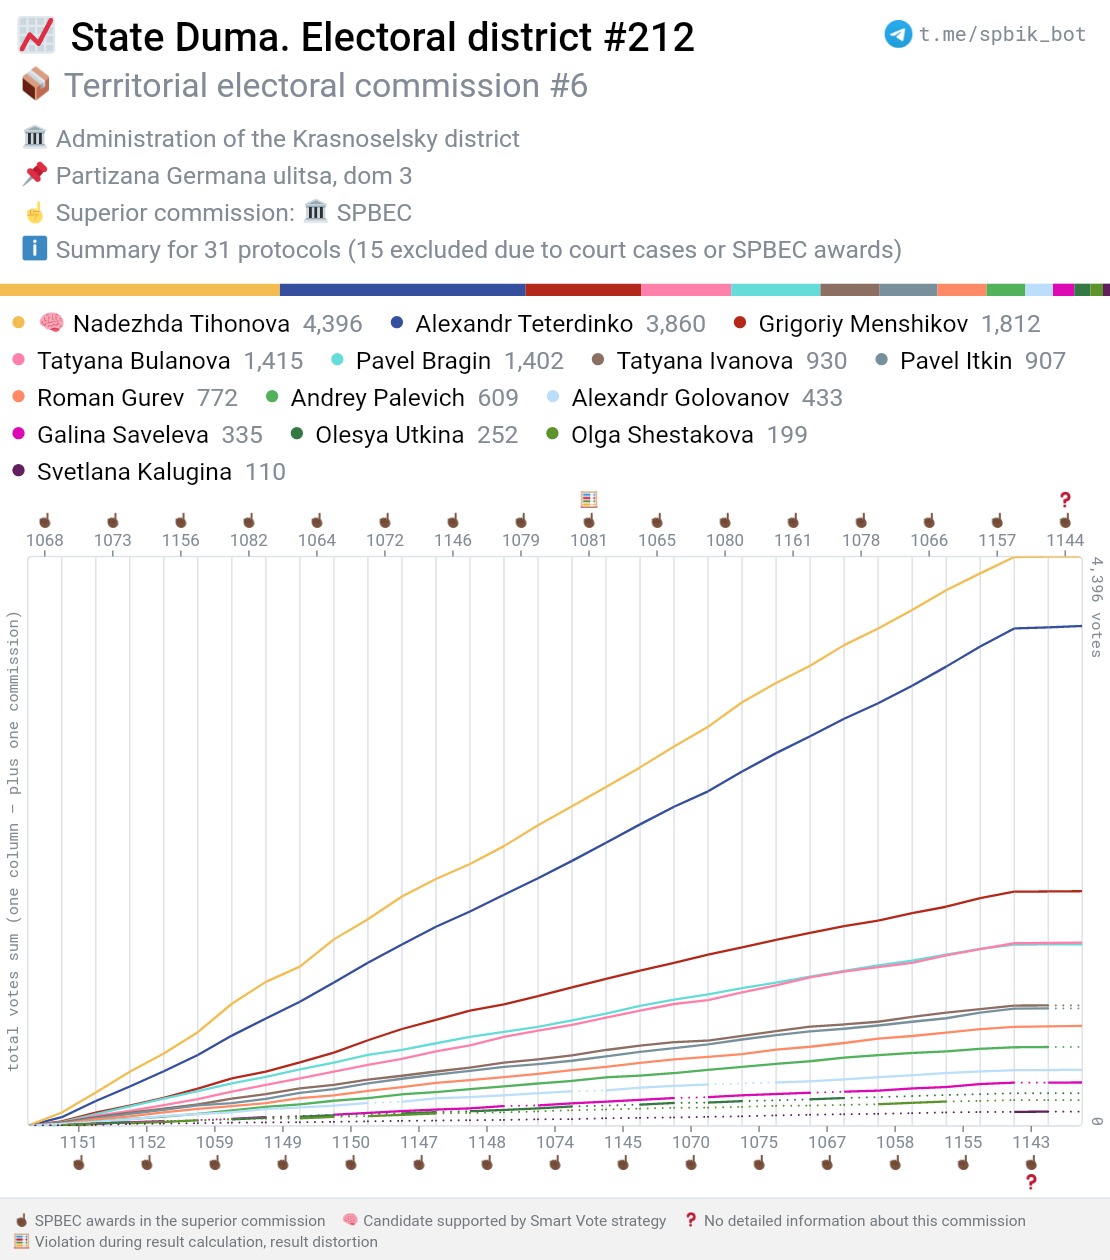 State Duma. Electoral district #212
t.me/spbik_bot
Territorial electoral commission #6
Administration of the Krasnoselsky district
Partizana Germana ulitsa, dom 3
Superior commission: SPBEC
Summary for 31 protocols (15 excluded due to court cases or SPBEC awards)
Nadezhda Tihonova 4,396 Alexandr Teterdinko 3,860 Grigoriy Menshikov 1,812
Tatyana Bulanova 1,415 Pavel Bragin 1,402 Tatyana Ivanova 930 Pavel Itkin 907
Roman Gurev 772 Andrey Palevich 609 Alexandr Golovanov 433
Galina Saveleva 335 Olesya Utkina 252 Olga Shestakova 199
Svetlana Kalugina 110
?
1068 1073 1156 1082 1064 1072 1146 1079 1081 1065 1080 1161 1078 1066 1157 1144
4,396 votes
total votes sum (one column — plus one commission)
0
1151 1152 1059 1149 1150 1147 1148 1074 1145 1070 1075 1067 1058 1155 1143
?
SPBEC awards in the superior commission Candidate supported by Smart Vote strategy ? No detailed information about this commission
Violation during result calculation, result distortion